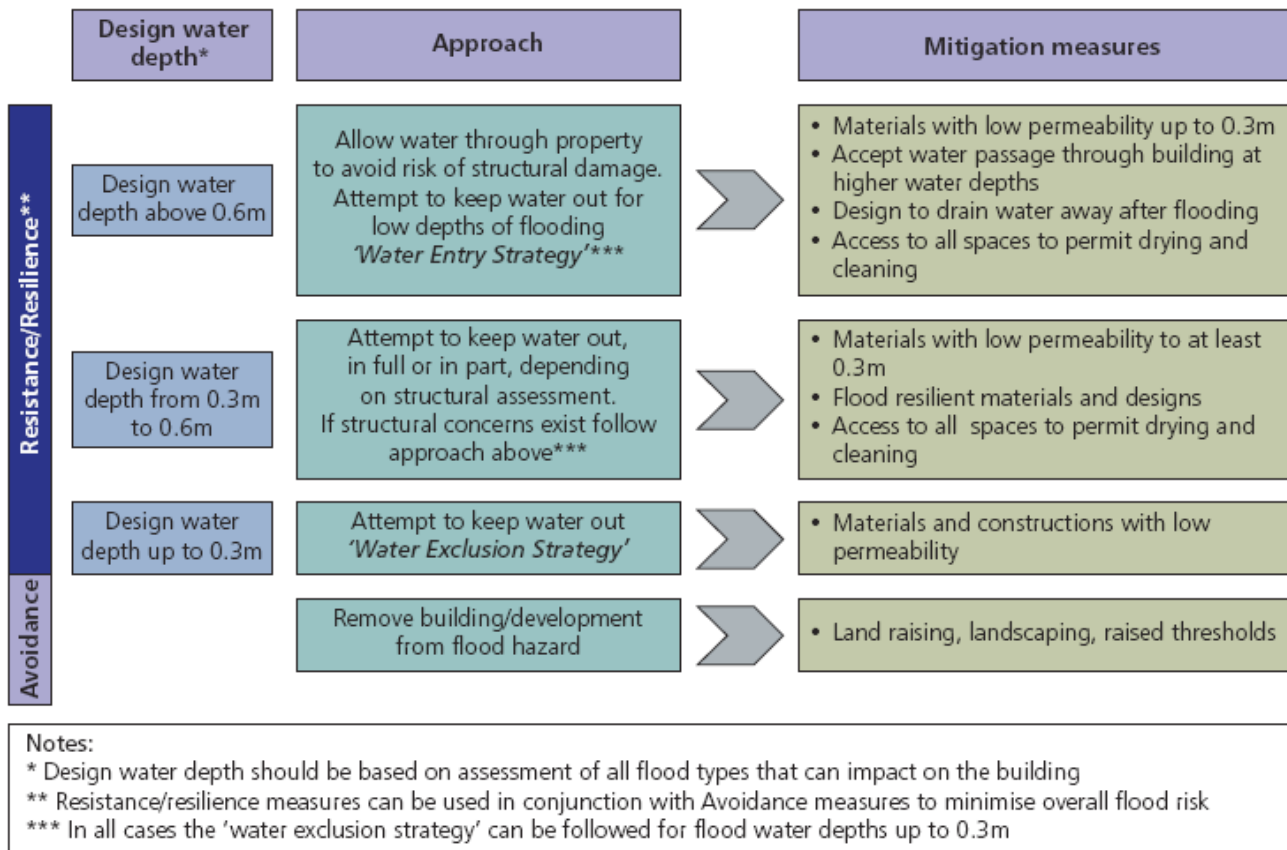 Design water
depth*
Approach
Mitigation measures
Resistance/Resilience**
Design water
depth above 0.6m
Allow water through property
to avoid risk of structural damage.
Attempt to keep water out for
low depths of flooding
‘Water Entry Strategy’***
• Materials with low permeability up to 0.3m
• Accept water passage through building at
higher water depths
• Design to drain water away after flooding
• Access to all spaces to permit drying and
cleaning
Design water
depth from 0.3m
to 0.6m
Attempt to keep water out,
in full or in part, depending
on structural assessment.
If structural concerns exist follow
approach above***
• Materials with low permeability to at least
0.3m
• Flood resilient materials and designs
• Access to all spaces to permit drying and
cleaning
Design water
depth up to 0.3m
Attempt to keep water out
‘Water Exclusion Strategy’
• Materials and constructions with low
permeability
Avoidance
Remove building/development
from flood hazard
• Land raising, landscaping, raised thresholds
Notes:
* Design water depth should be based on assessment of all flood types that can impact on the building
** Resistance/resilience measures can be used in conjunction with Avoidance measures to minimise overall flood risk
*** In all cases the ‘water exclusion strategy’ can be followed for flood water depths up to 0.3m